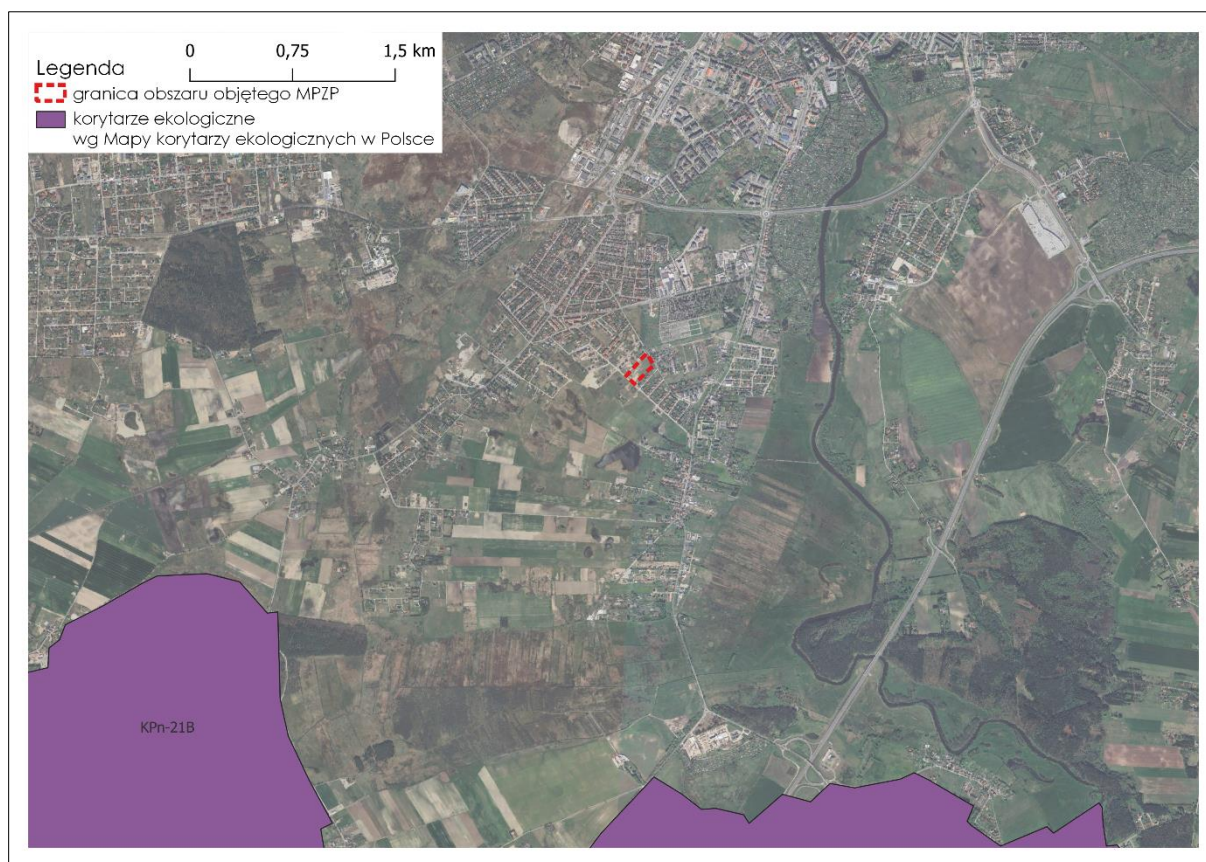 0 0,75 1,5 km
Legenda
granica obszaru objętego MPZP
korytarze ekologiczne
wg Mapy korytarzy ekologicznych w Polsce
KPn-21B